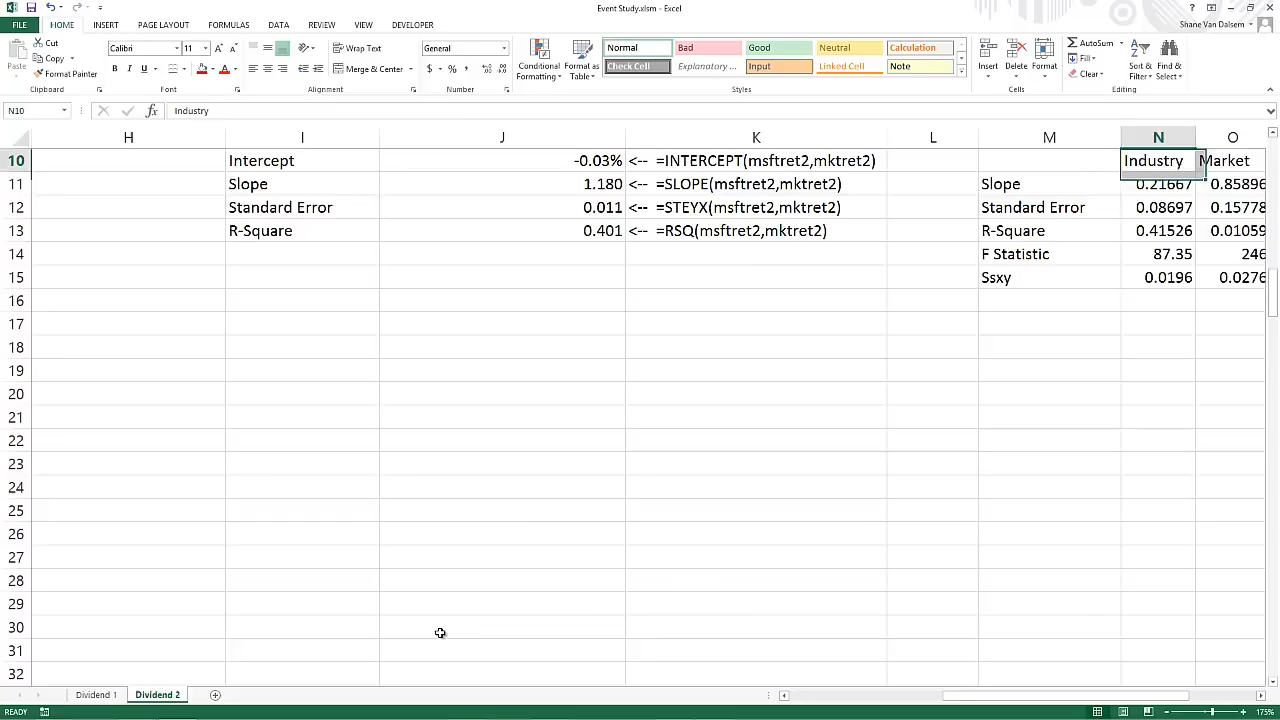 Event Study.xlsm - Excel
FILE HOME INSERT PAGE LAYOUT FORMULAS DATA REVIEW VIEW DEVELOPER Shane Van Dalsem
Paste Cut Copy Format Painter
Clipboard
Calibri 11
B I U
Font
Wrap Text
Merge & Center
Alignment
General
$ % ,
Number
Conditional Formatting Format as Table
Normal Bad Good Neutral Calculation
Check Cell Explanatory ... Input Linked Cell Note
Styles
Insert Delete Format
Cells
AutoSum Fill Clear Sort & Filter Find & Select
Editing
N10 fx Industry
H I J K L M N O
10 Intercept -0.03% <-- =INTERCEPT(msftret2,mktret2) Industry Market
11 Slope 1.180 <-- =SLOPE(msftret2,mktret2) Slope 0.21667 0.85896
12 Standard Error 0.011 <-- =STEYX(msftret2,mktret2) Standard Error 0.08697 0.15778
13 R-Square 0.401 <-- =RSQ(msftret2,mktret2) R-Square 0.41526 0.01059
14 F Statistic 87.35 246
15 Ssxy 0.0196 0.0276
16
17
18
19
20
21
22
23
24
25
26
27
28
29
30
31
32
Dividend 1 Dividend 2
READY 175%